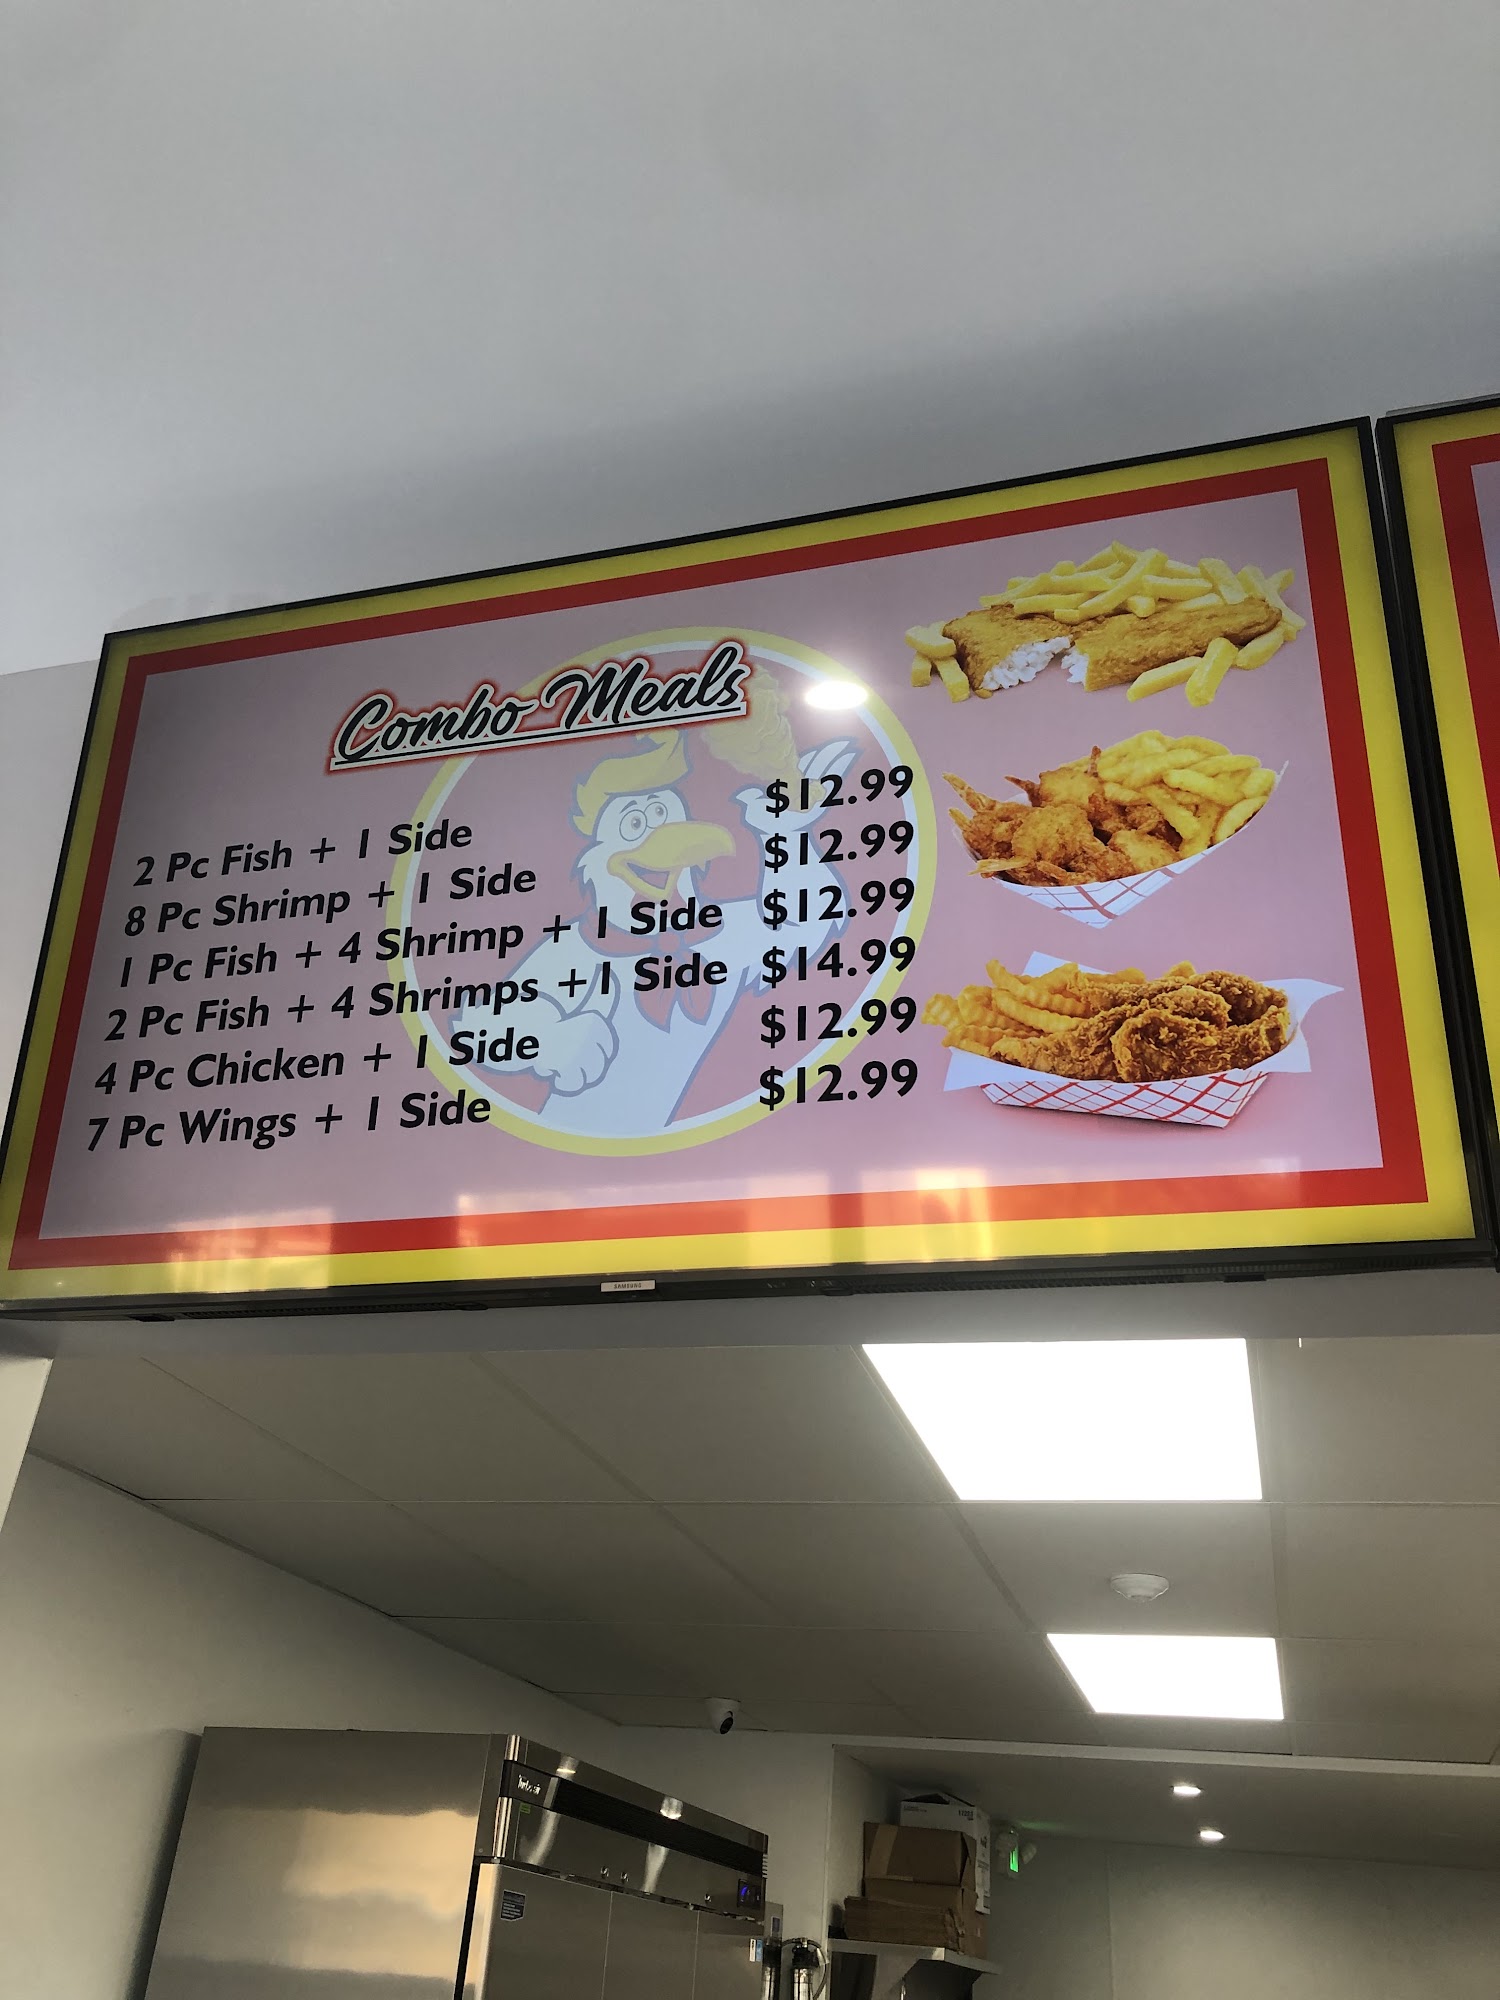 Combo Meals
2 Pc Fish + 1 Side $12.99
8 Pc Shrimp + 1 Side $12.99
1 Pc Fish + 4 Shrimp + 1 Side $12.99
2 Pc Fish + 4 Shrimps +1 Side $14.99
4 Pc Chicken + 1 Side $12.99
7 Pc Wings + 1 Side $12.99
SAMSUNG